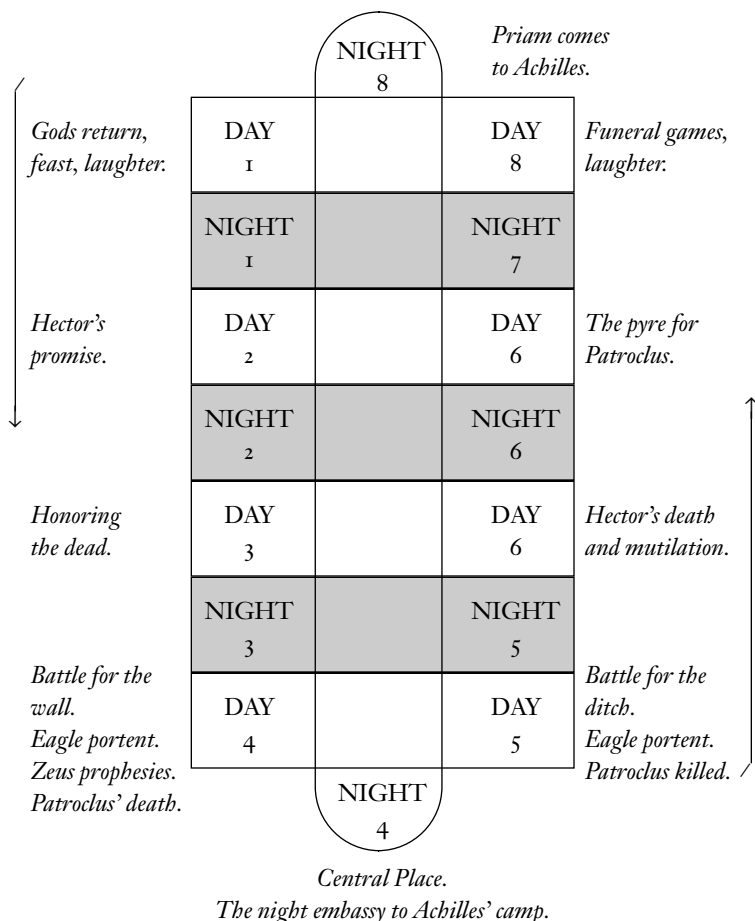 NIGHT
8
Priam comes
to Achilles.
Gods return,
feast, laughter.
DAY
1
DAY
8
Funeral games,
laughter.
NIGHT
1
NIGHT
7
Hector's
promise.
DAY
2
DAY
6
The pyre for
Patroclus.
NIGHT
2
NIGHT
6
Honoring
the dead.
DAY
3
DAY
6
Hector's death
and mutilation.
NIGHT
3
NIGHT
5
Battle for the
wall.
Eagle portent.
Zeus prophesies.
Patroclus' death.
DAY
4
DAY
5
Battle for the
ditch.
Eagle portent.
Patroclus killed.
NIGHT
4
Central Place.
The night embassy to Achilles' camp.